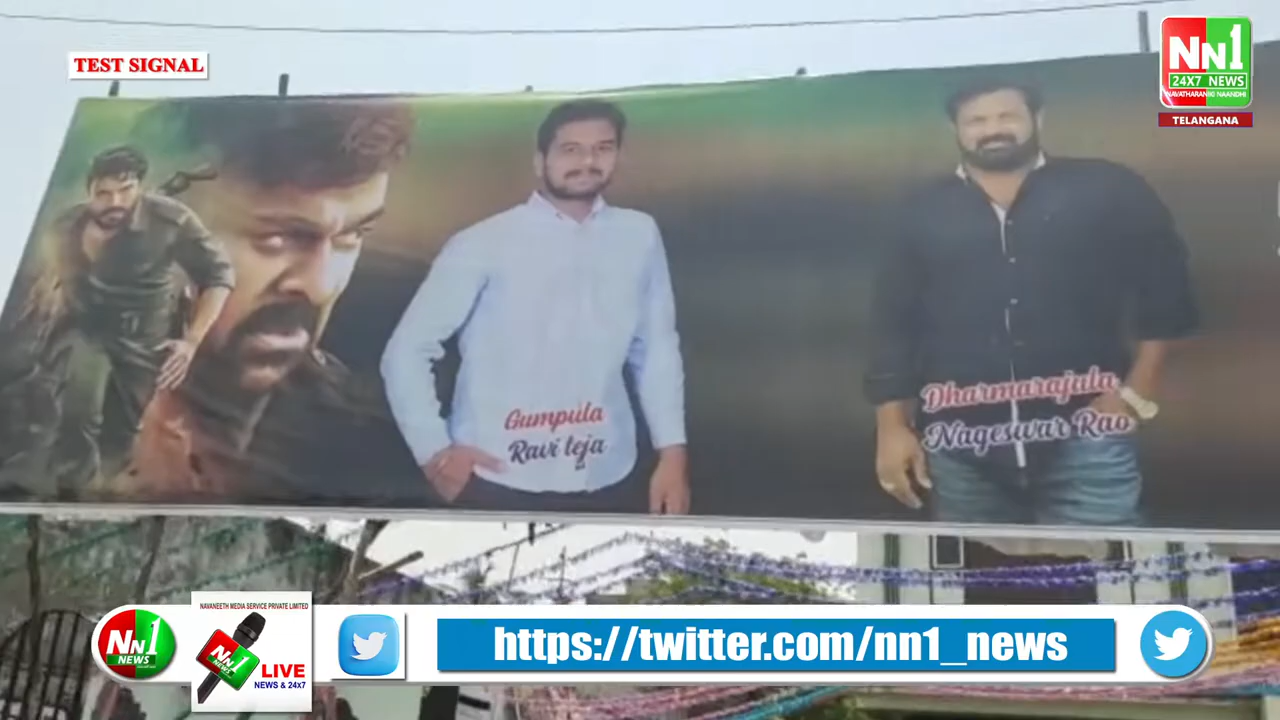 TEST SIGNAL
NN1
24X7 NEWS
NAVATHARANIKI NAANDHI
TELANGANA
Gumpula
Ravi teja
Dharmarajula
Nageswar Rao
NAVANEETH MEDIA SERVICE PRIVATE LIMITED
NN1
NEWS
NN1
LIVE
NEWS & 24x7
https://twitter.com/nn1_news